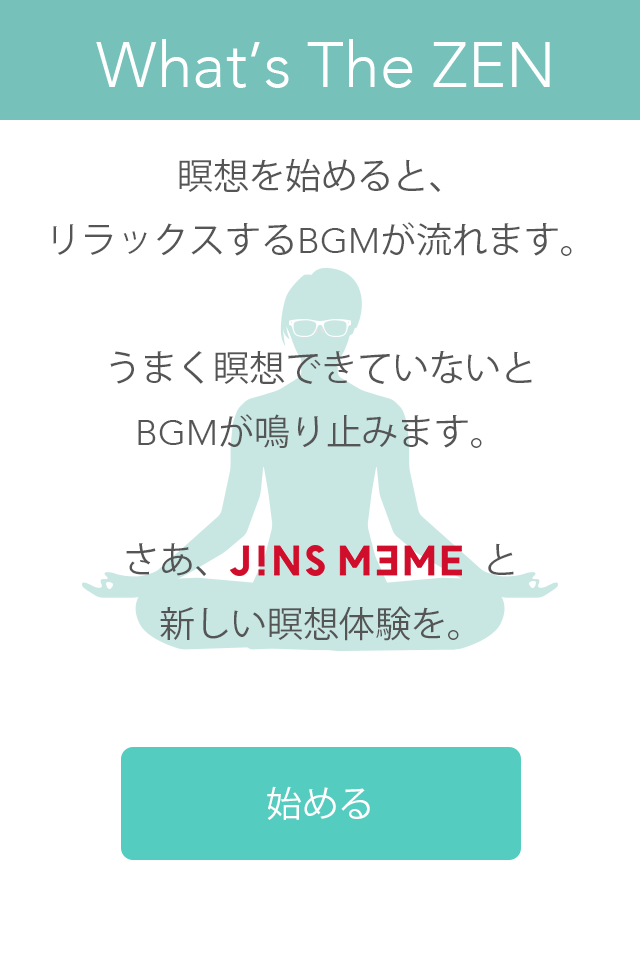 What's The ZEN
瞑想を始めると、
リラックスするBGMが流れます。
うまく瞑想できていないと
BGMが鳴り止みます。
さあ、J!NS MEME と
新しい瞑想体験を。
始める